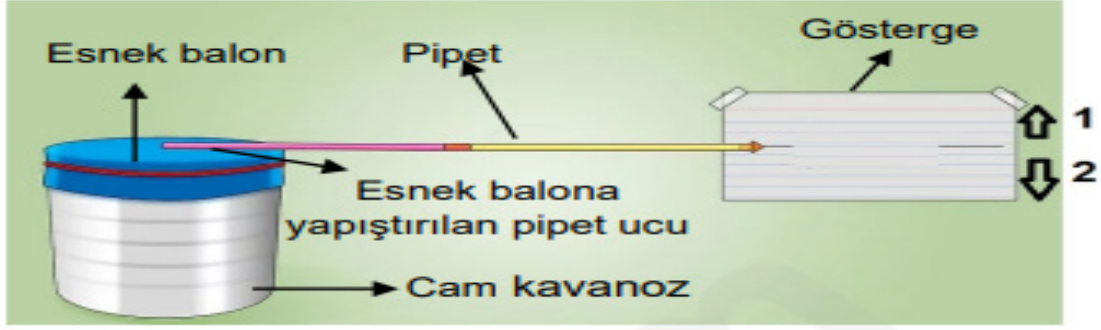 Esnek balon
Pipet
Gösterge
1
2
Esnek balona
yapıştırılan pipet ucu
Cam kavanoz